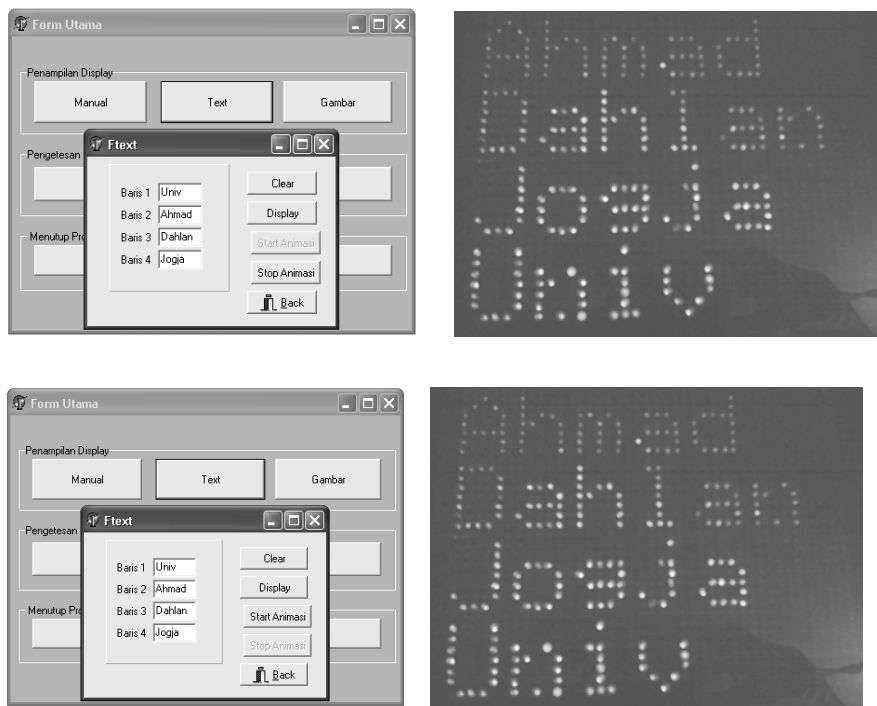 Form Utama
Penampilan Display
Manual
Text
Gambar
Pengetesan
Menutup Pr
Ftext
Baris 1 Univ
Baris 2 Ahmad
Baris 3 Dahlan
Baris 4 Jogja
Clear
Display
Start Animasi
Stop Animasi
Back
Ahmad
Dahlan
Jogja
Univ
Form Utama
Penampilan Display
Manual
Text
Gambar
Pengetesan
Menutup Pr
Ftext
Baris 1 Univ
Baris 2 Ahmad
Baris 3 Dahlan
Baris 4 Jogja
Clear
Display
Start Animasi
Stop Animasi
Back
Ahmad
Dahlan
Jogja
Univ